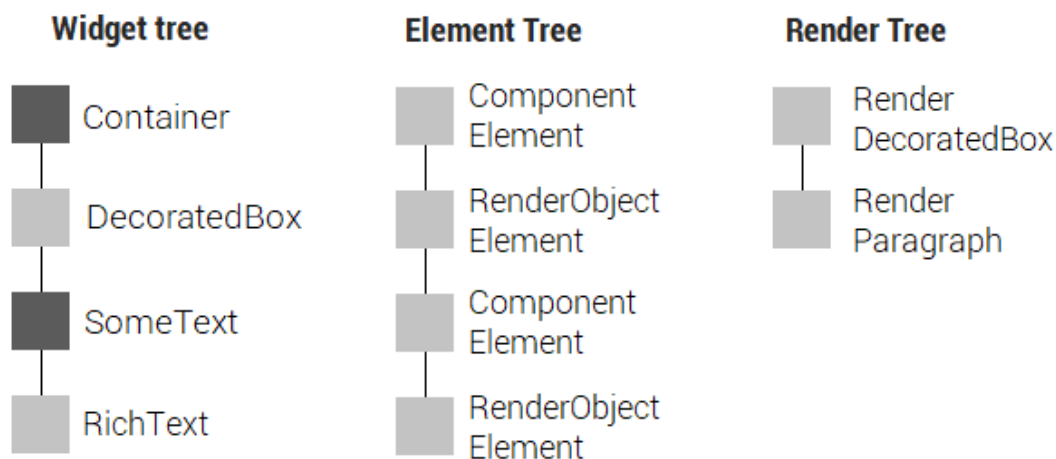 Widget tree
Container
DecoratedBox
SomeText
RichText
Element Tree
Component
Element
RenderObject
Element
Component
Element
RenderObject
Element
Render Tree
Render
DecoratedBox
Render
Paragraph